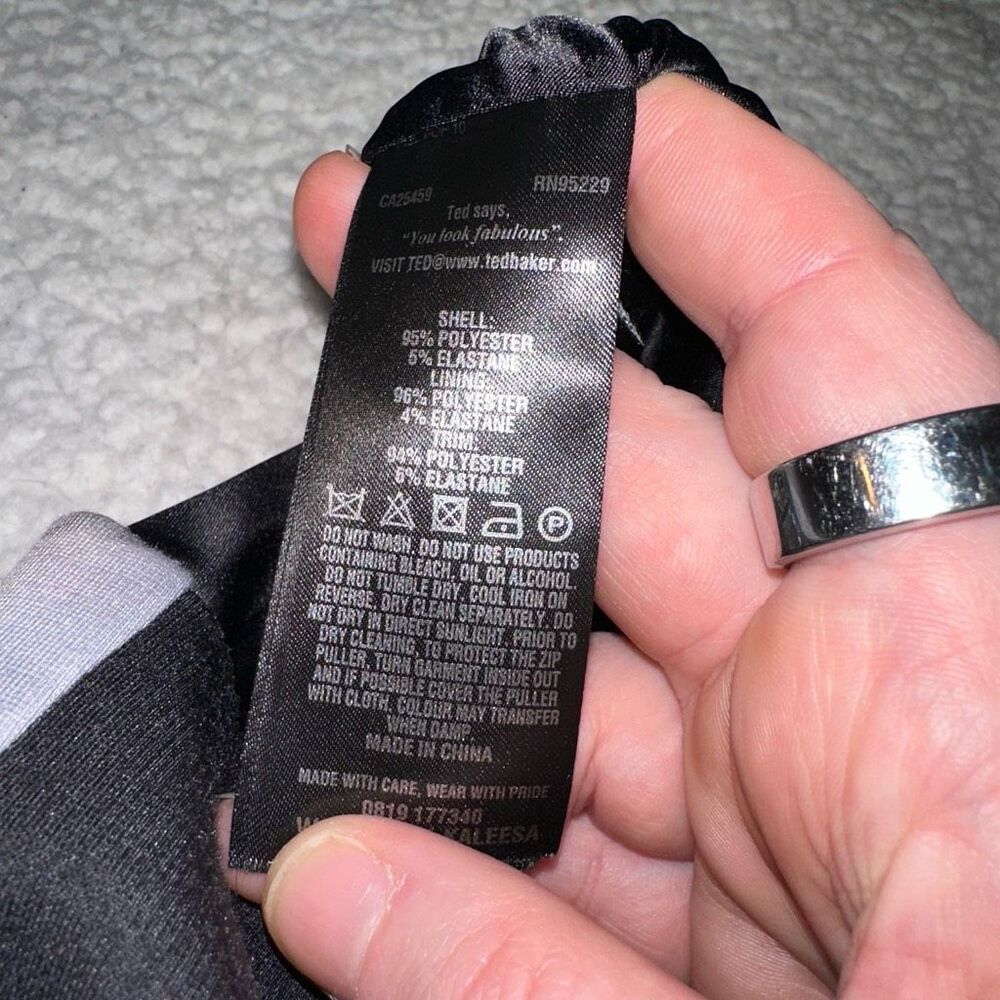 CA25459 RN95229
Ted says,
"You look fabulous".
VISIT TED@www.tedbaker.com
SHELL:
95% POLYESTER
5% ELASTANE
LINING:
96% POLYESTER
4% ELASTANE
TRIM:
POLYESTER
ELASTANE
P
DO NOT WASH. DO NOT USE PRODUCTS
CONTAINING BLEACH, OIL OR ALCOHOL.
DO NOT TUMBLE DRY. COOL IRON ON
REVERSE. DRY CLEAN SEPARATELY. DO
NOT DRY IN DIRECT SUNLIGHT. PRIOR TO
DRY CLEANING, TO PROTECT THE ZIP
PULLER, TURN GARMENT INSIDE OUT
AND IF POSSIBLE COVER THE PULLER
WITH CLOTH. COLOUR MAY TRANSFER
WHEN DAMP.
MADE IN CHINA
MADE WITH CARE, WEAR WITH PRIDE
0819 177340
KALEESA